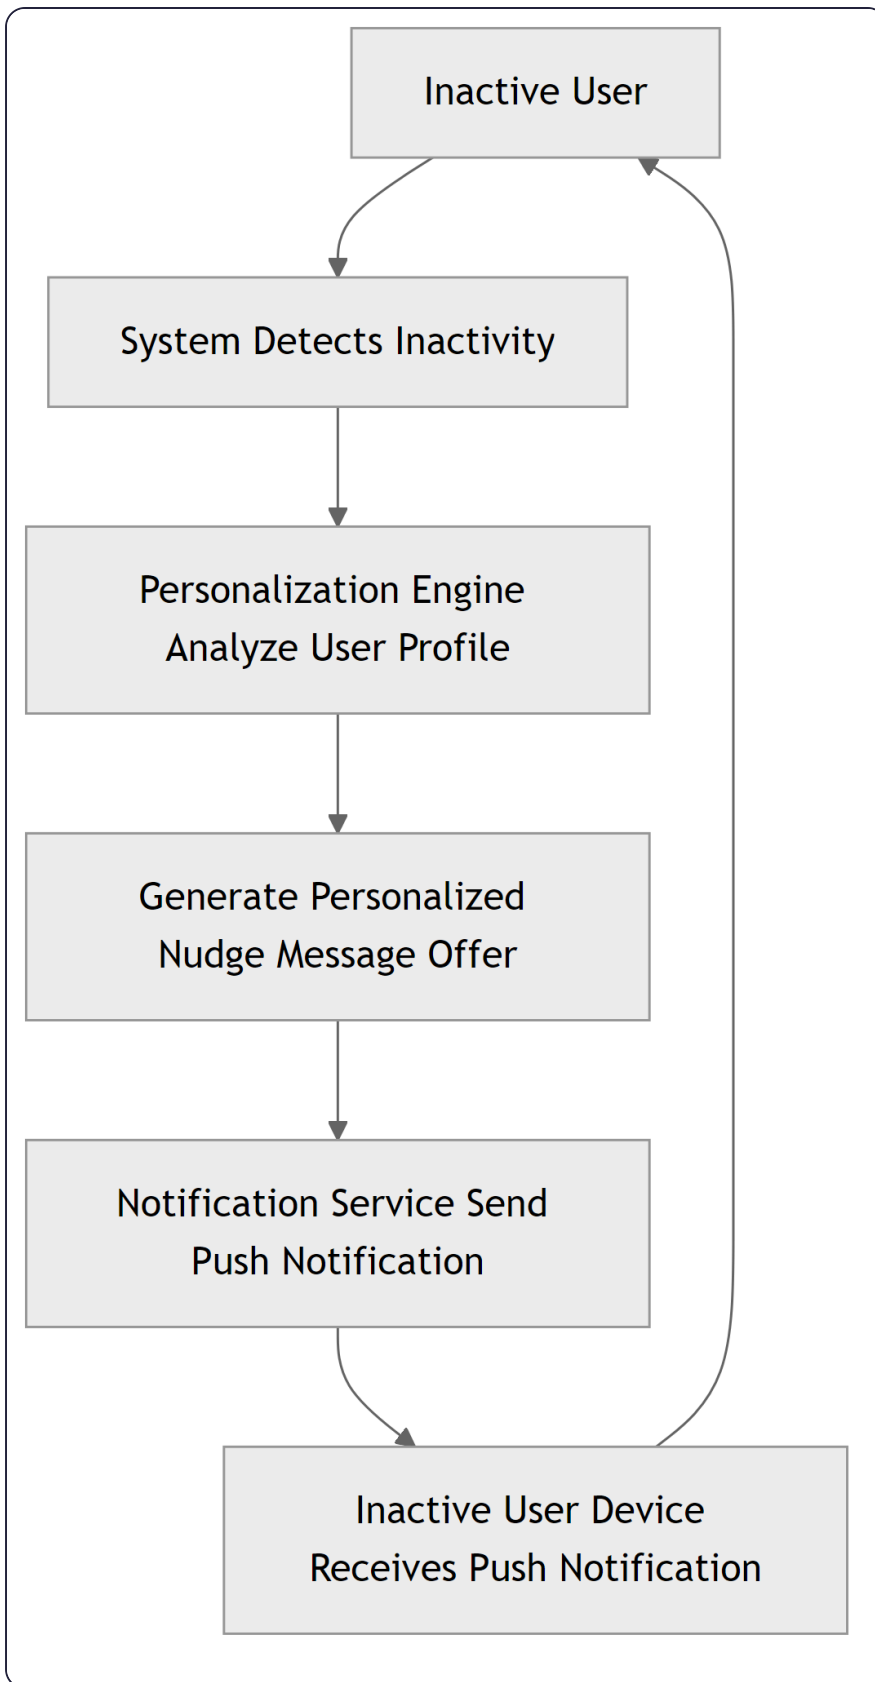 Inactive User
System Detects Inactivity
Personalization Engine
Analyze User Profile
Generate Personalized
Nudge Message Offer
Notification Service Send
Push Notification
Inactive User Device
Receives Push Notification